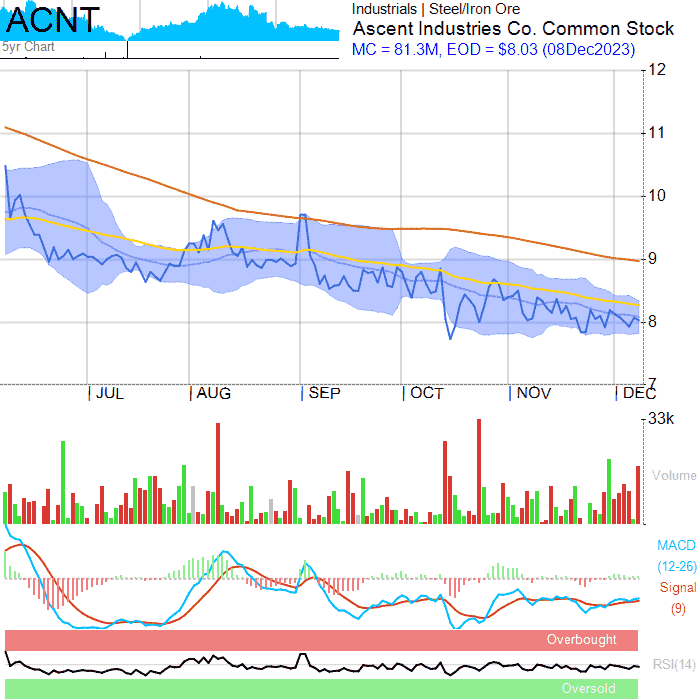 ACNT
5yr Chart
Industrials | Steel/Iron Ore
Ascent Industries Co. Common Stock
MC = 81.3M, EOD = $8.03 (08Dec2023)
12
11
10
9
8
7
JUL AUG SEP OCT NOV DEC
33k
Volume
MACD
(12-26)
Signal
(9)
Overbought
RSI(14)
Oversold